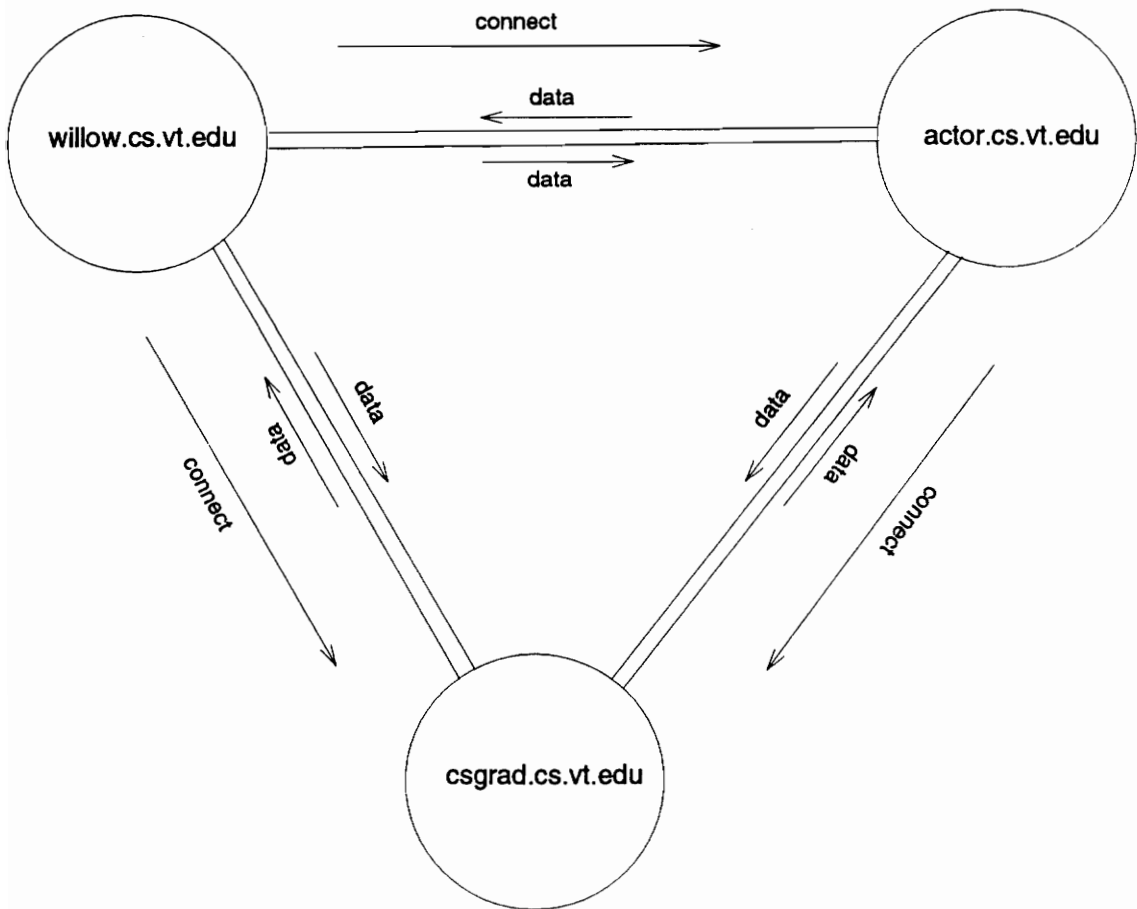 connect
data
willow.cs.vt.edu
actor.cs.vt.edu
data
data
data
data
data
connect
connect
csgrad.cs.vt.edu